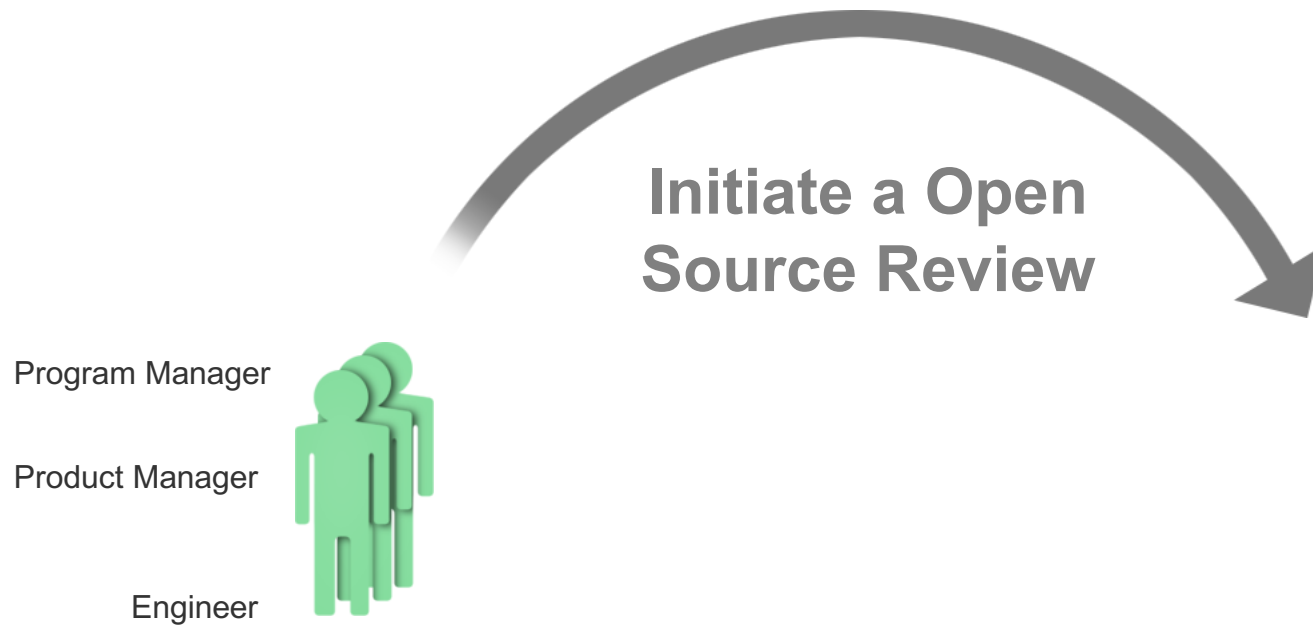 Initiate a Open
Source Review
Program Manager
Product Manager
Engineer